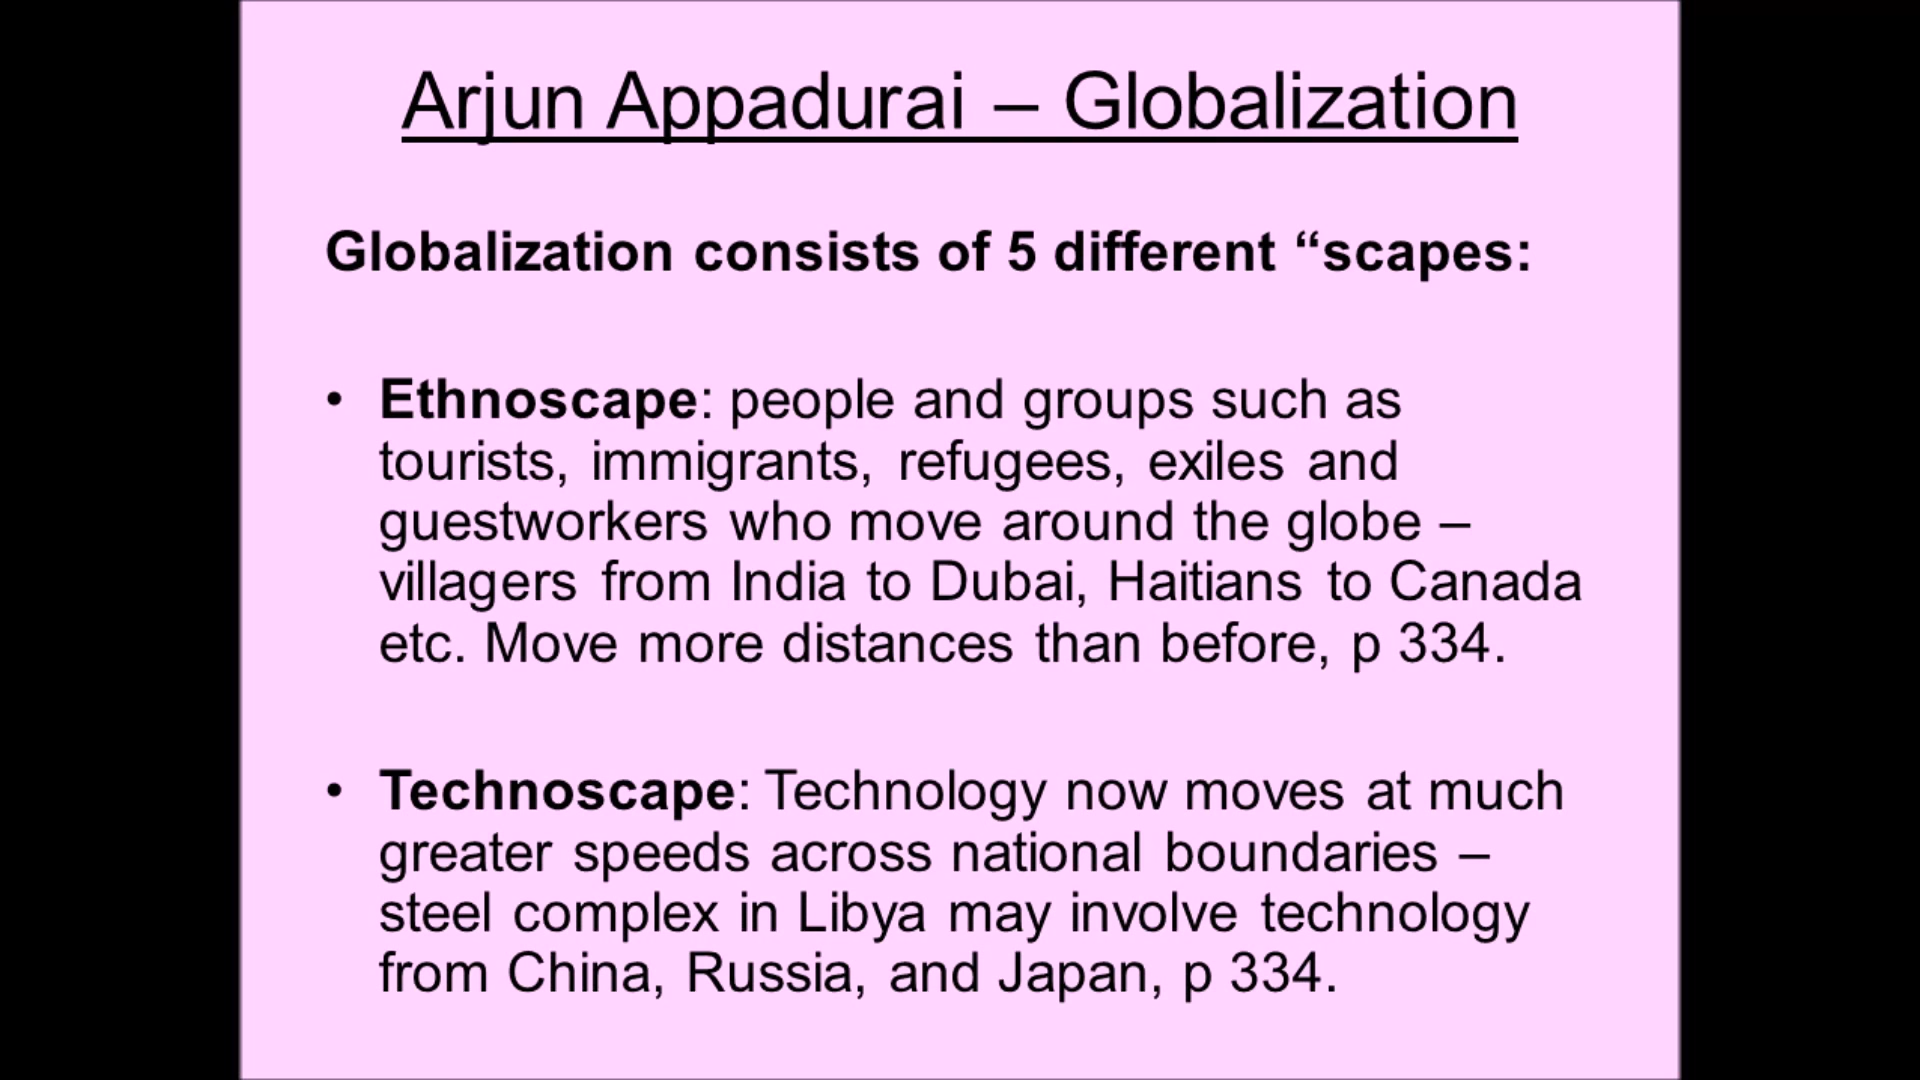 Arjun Appadurai – Globalization
Globalization consists of 5 different “scapes:
• Ethnoscape: people and groups such as
tourists, immigrants, refugees, exiles and
guestworkers who move around the globe –
villagers from India to Dubai, Haitians to Canada
etc. Move more distances than before, p 334.
• Technoscape: Technology now moves at much
greater speeds across national boundaries –
steel complex in Libya may involve technology
from China, Russia, and Japan, p 334.